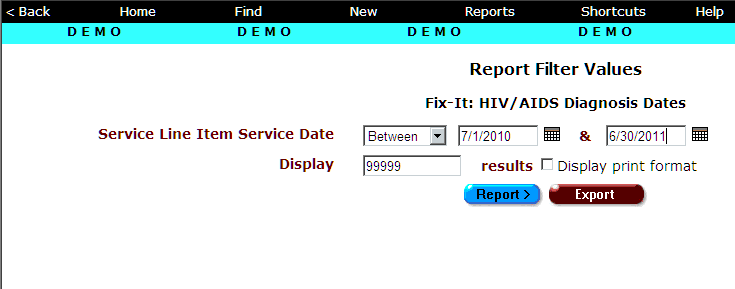 < Back Home Find New Reports Shortcuts Help
DEMO DEMO DEMO DEMO
Report Filter Values
Fix-It: HIV/AIDS Diagnosis Dates
Service Line Item Service Date Between 7/1/2010 & 6/30/2011
Display 99999 results Display print format
Report > Export